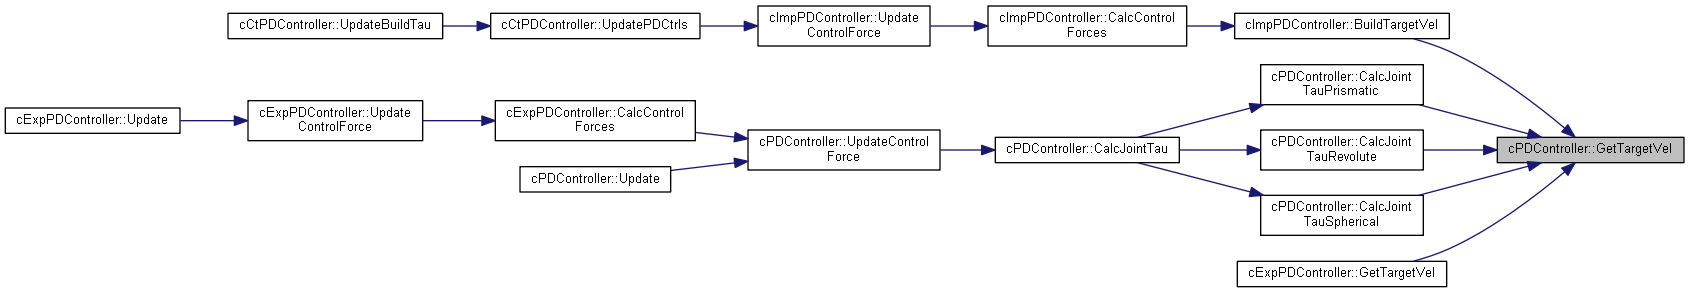 cCtPDController::UpdateBuildTau
cCtPDController::UpdatePDCtrls
cImpPDController::Update
ControlForce
cImpPDController::CalcControl
Forces
cImpPDController::BuildTargetVel
cExpPDController::Update
cExpPDController::Update
ControlForce
cExpPDController::CalcControl
Forces
cPDController::Update
cPDController::UpdateControl
Force
cPDController::CalcJointTau
cPDController::CalcJoint
TauPrismatic
cPDController::CalcJoint
TauRevolute
cPDController::CalcJoint
TauSpherical
cExpPDController::GetTargetVel
cPDController::GetTargetVel